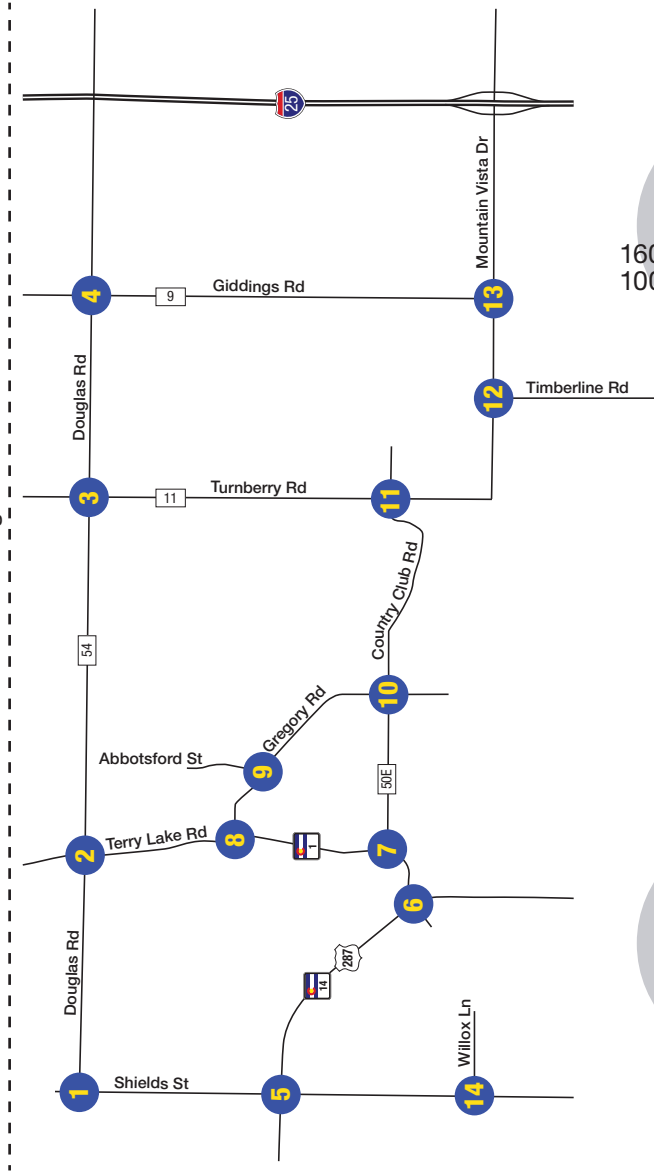 25
Mountain Vista Dr
160
100
4
9
Giddings Rd
13
Douglas Rd
12
Timberline Rd
3
11
Turnberry Rd
11
Country Club Rd
54
10
Gregory Rd
Abbotsford St
9
50E
2
Terry Lake Rd
8
1
7
6
287
14
Douglas Rd
Willox Ln
1
Shields St
5
14